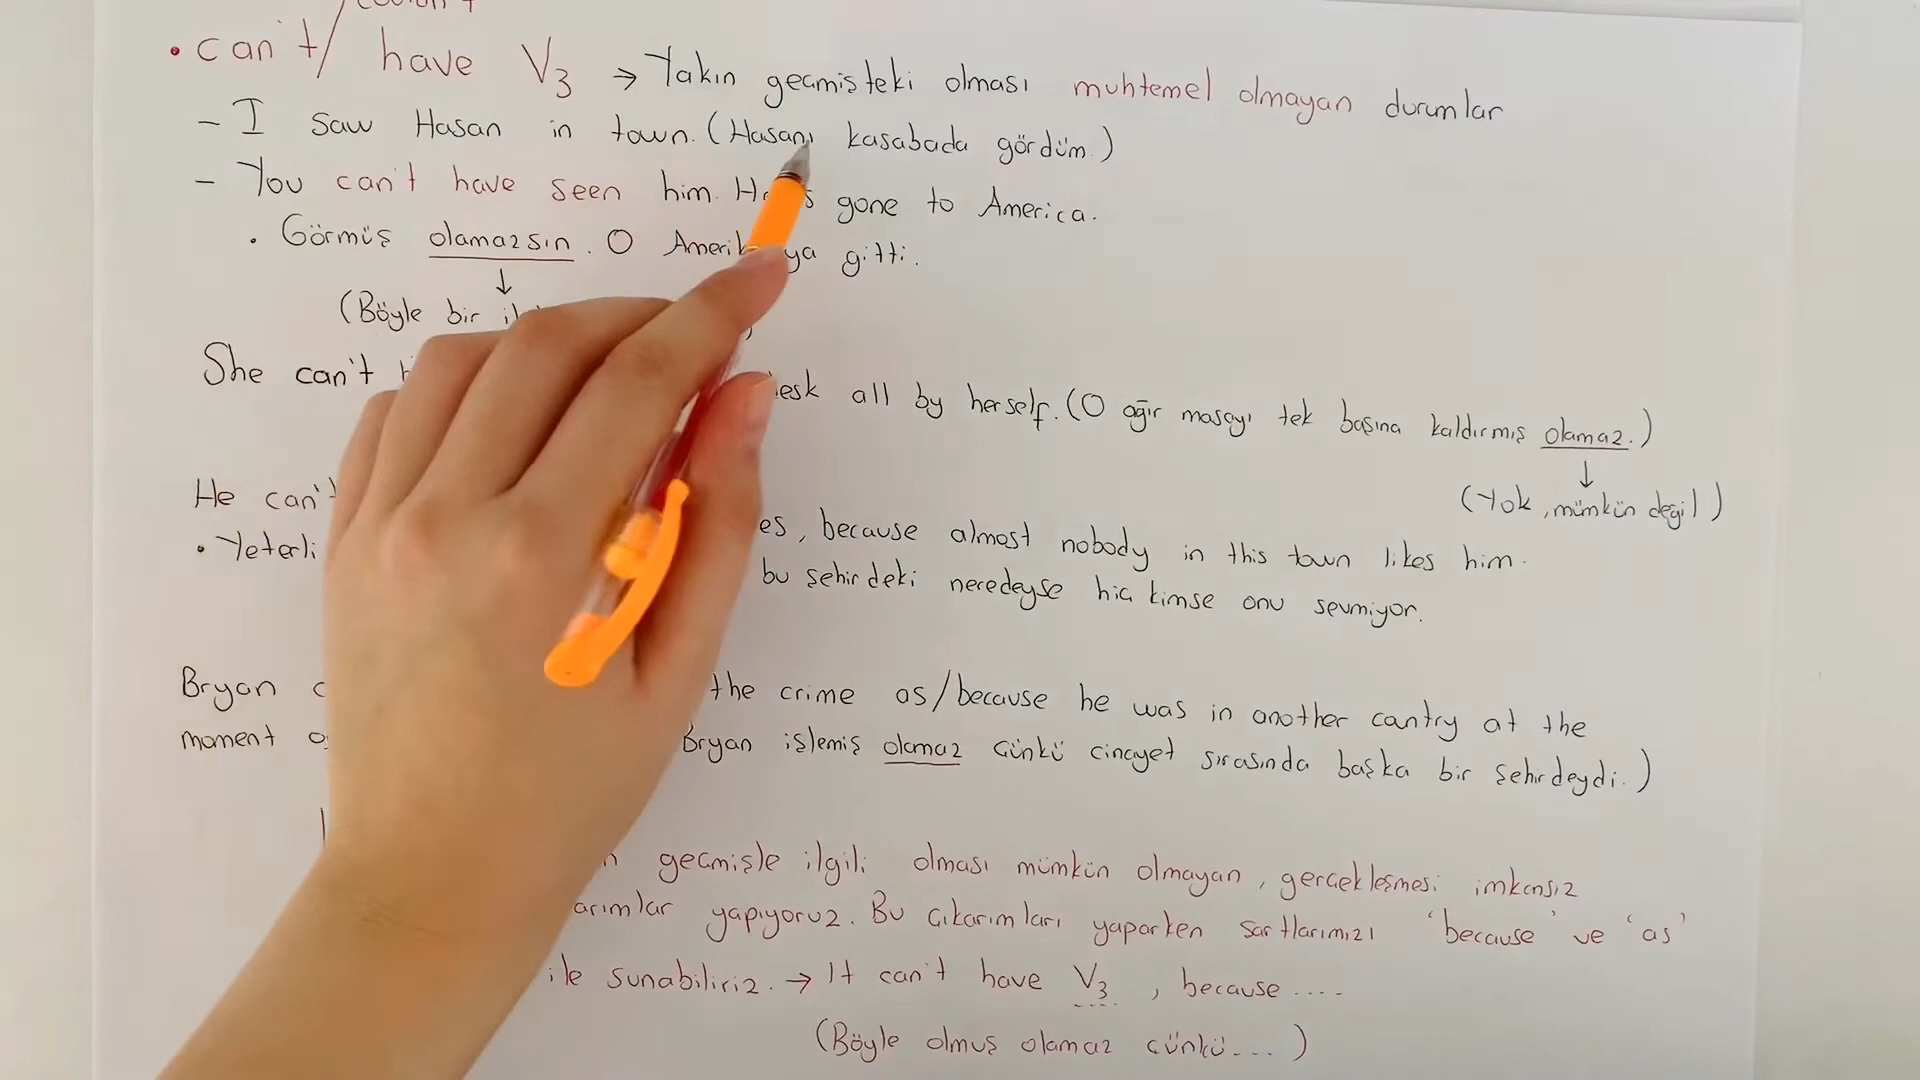 • can't/ have V3 → Yakın geçmişteki olması muhtemel olmayan durumlar
- I saw Hasan in town. (Hasanı kasabada gördüm.)
- You can't have seen him. gone to America.
• Görmüş olamazsın. O Amerik ya gitti.
↓
(Böyle bir
She can't desk all by herself. (O ağır masayı tek başına kaldırmış olamaz.)
↓
(Yok, mümkün değil)
He can't , because almost nobody in this town likes him.
• Yeterli bu şehirdeki neredeyse hiç kimse onu sevmiyor.
Bryan the crime as/because he was in another cantry at the
moment Bryan işlemiş olamaz çünkü cinayet sırasında başka bir şehirdeydi.)
geçmişle ilgili olması mümkün olmayan, gerçekleşmesi imkansız
arımlar yapıyoruz. Bu çıkarımları yaparken şartlarımızı 'because' ve 'as'
ile sunabiliriz. → It can't have V3 , because ....
(Böyle olmuş olamaz çünkü.... )